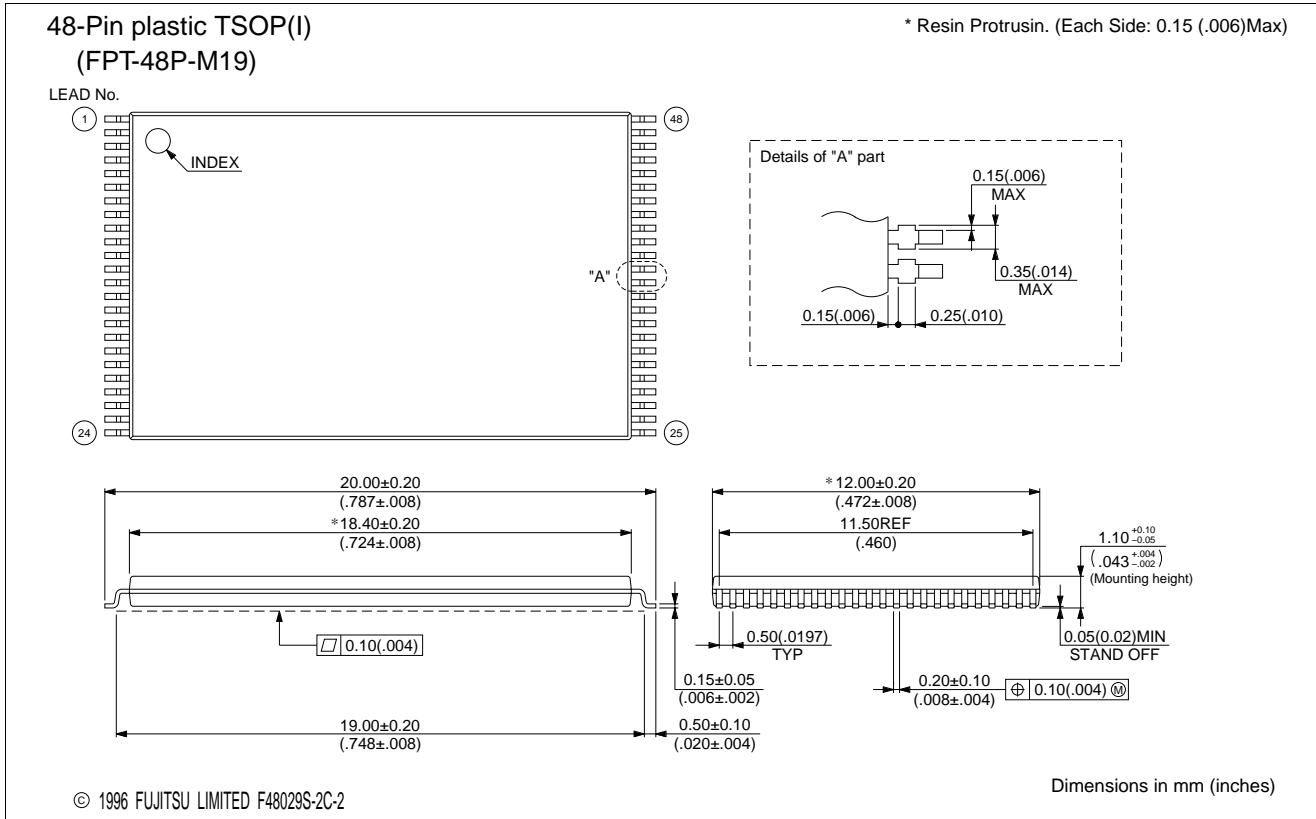 48-Pin plastic TSOP(I)
(FPT-48P-M19)
* Resin Protrusin. (Each Side: 0.15 (.006)Max)
LEAD No.
1
48
INDEX
"A"
24
25
Details of "A" part
0.15(.006)
MAX
0.35(.014)
MAX
0.15(.006)
0.25(.010)
20.00±0.20
(.787±.008)
*18.40±0.20
(.724±.008)
0.10(.004)
0.15±0.05
(.006±.002)
19.00±0.20
(.748±.008)
0.50±0.10
(.020±.004)
*12.00±0.20
(.472±.008)
11.50REF
(.460)
1.10 +0.10 -0.05
(.043 +.004 -.002)
(Mounting height)
0.50(.0197)
TYP
0.05(0.02)MIN
STAND OFF
0.20±0.10
(.008±.004)
⌖ 0.10(.004) Ⓜ
© 1996 FUJITSU LIMITED F48029S-2C-2
Dimensions in mm (inches)